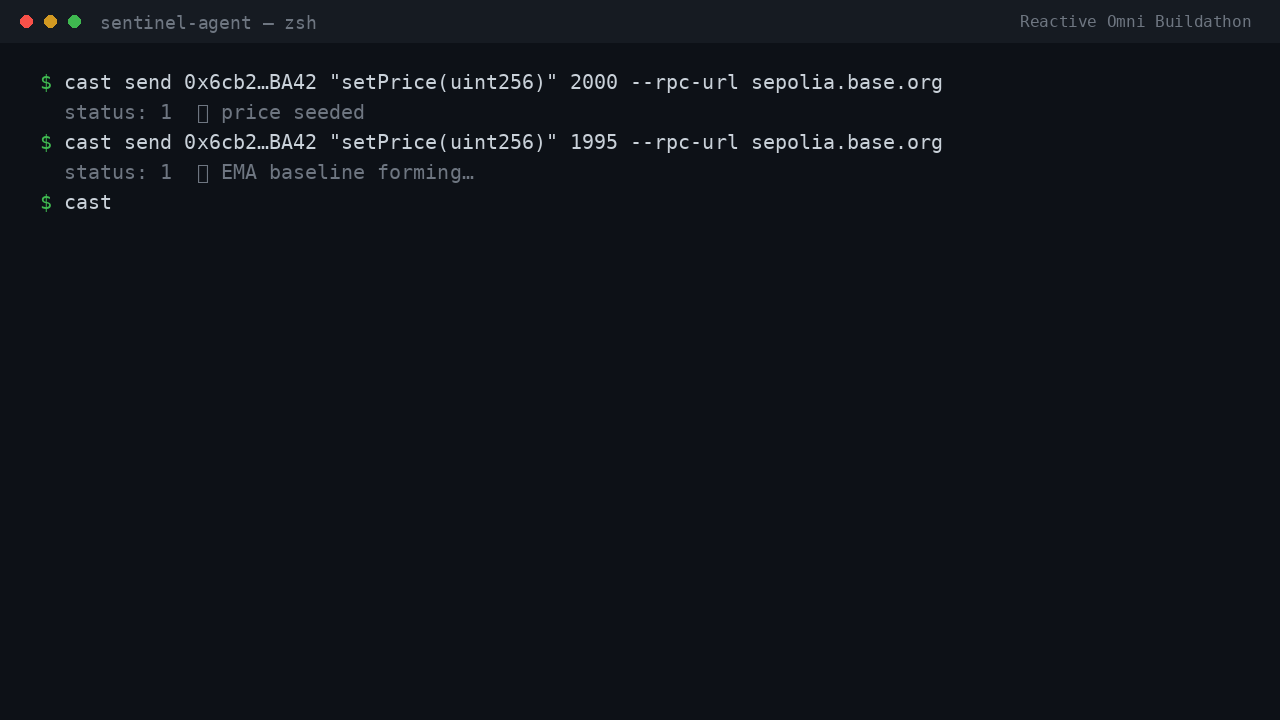 sentinel-agent — zsh
Reactive Omni Buildathon
$ cast send 0x6cb2…BA42 "setPrice(uint256)" 2000 --rpc-url sepolia.base.org
status: 1 ▯ price seeded
$ cast send 0x6cb2…BA42 "setPrice(uint256)" 1995 --rpc-url sepolia.base.org
status: 1 ▯ EMA baseline forming…
$ cast